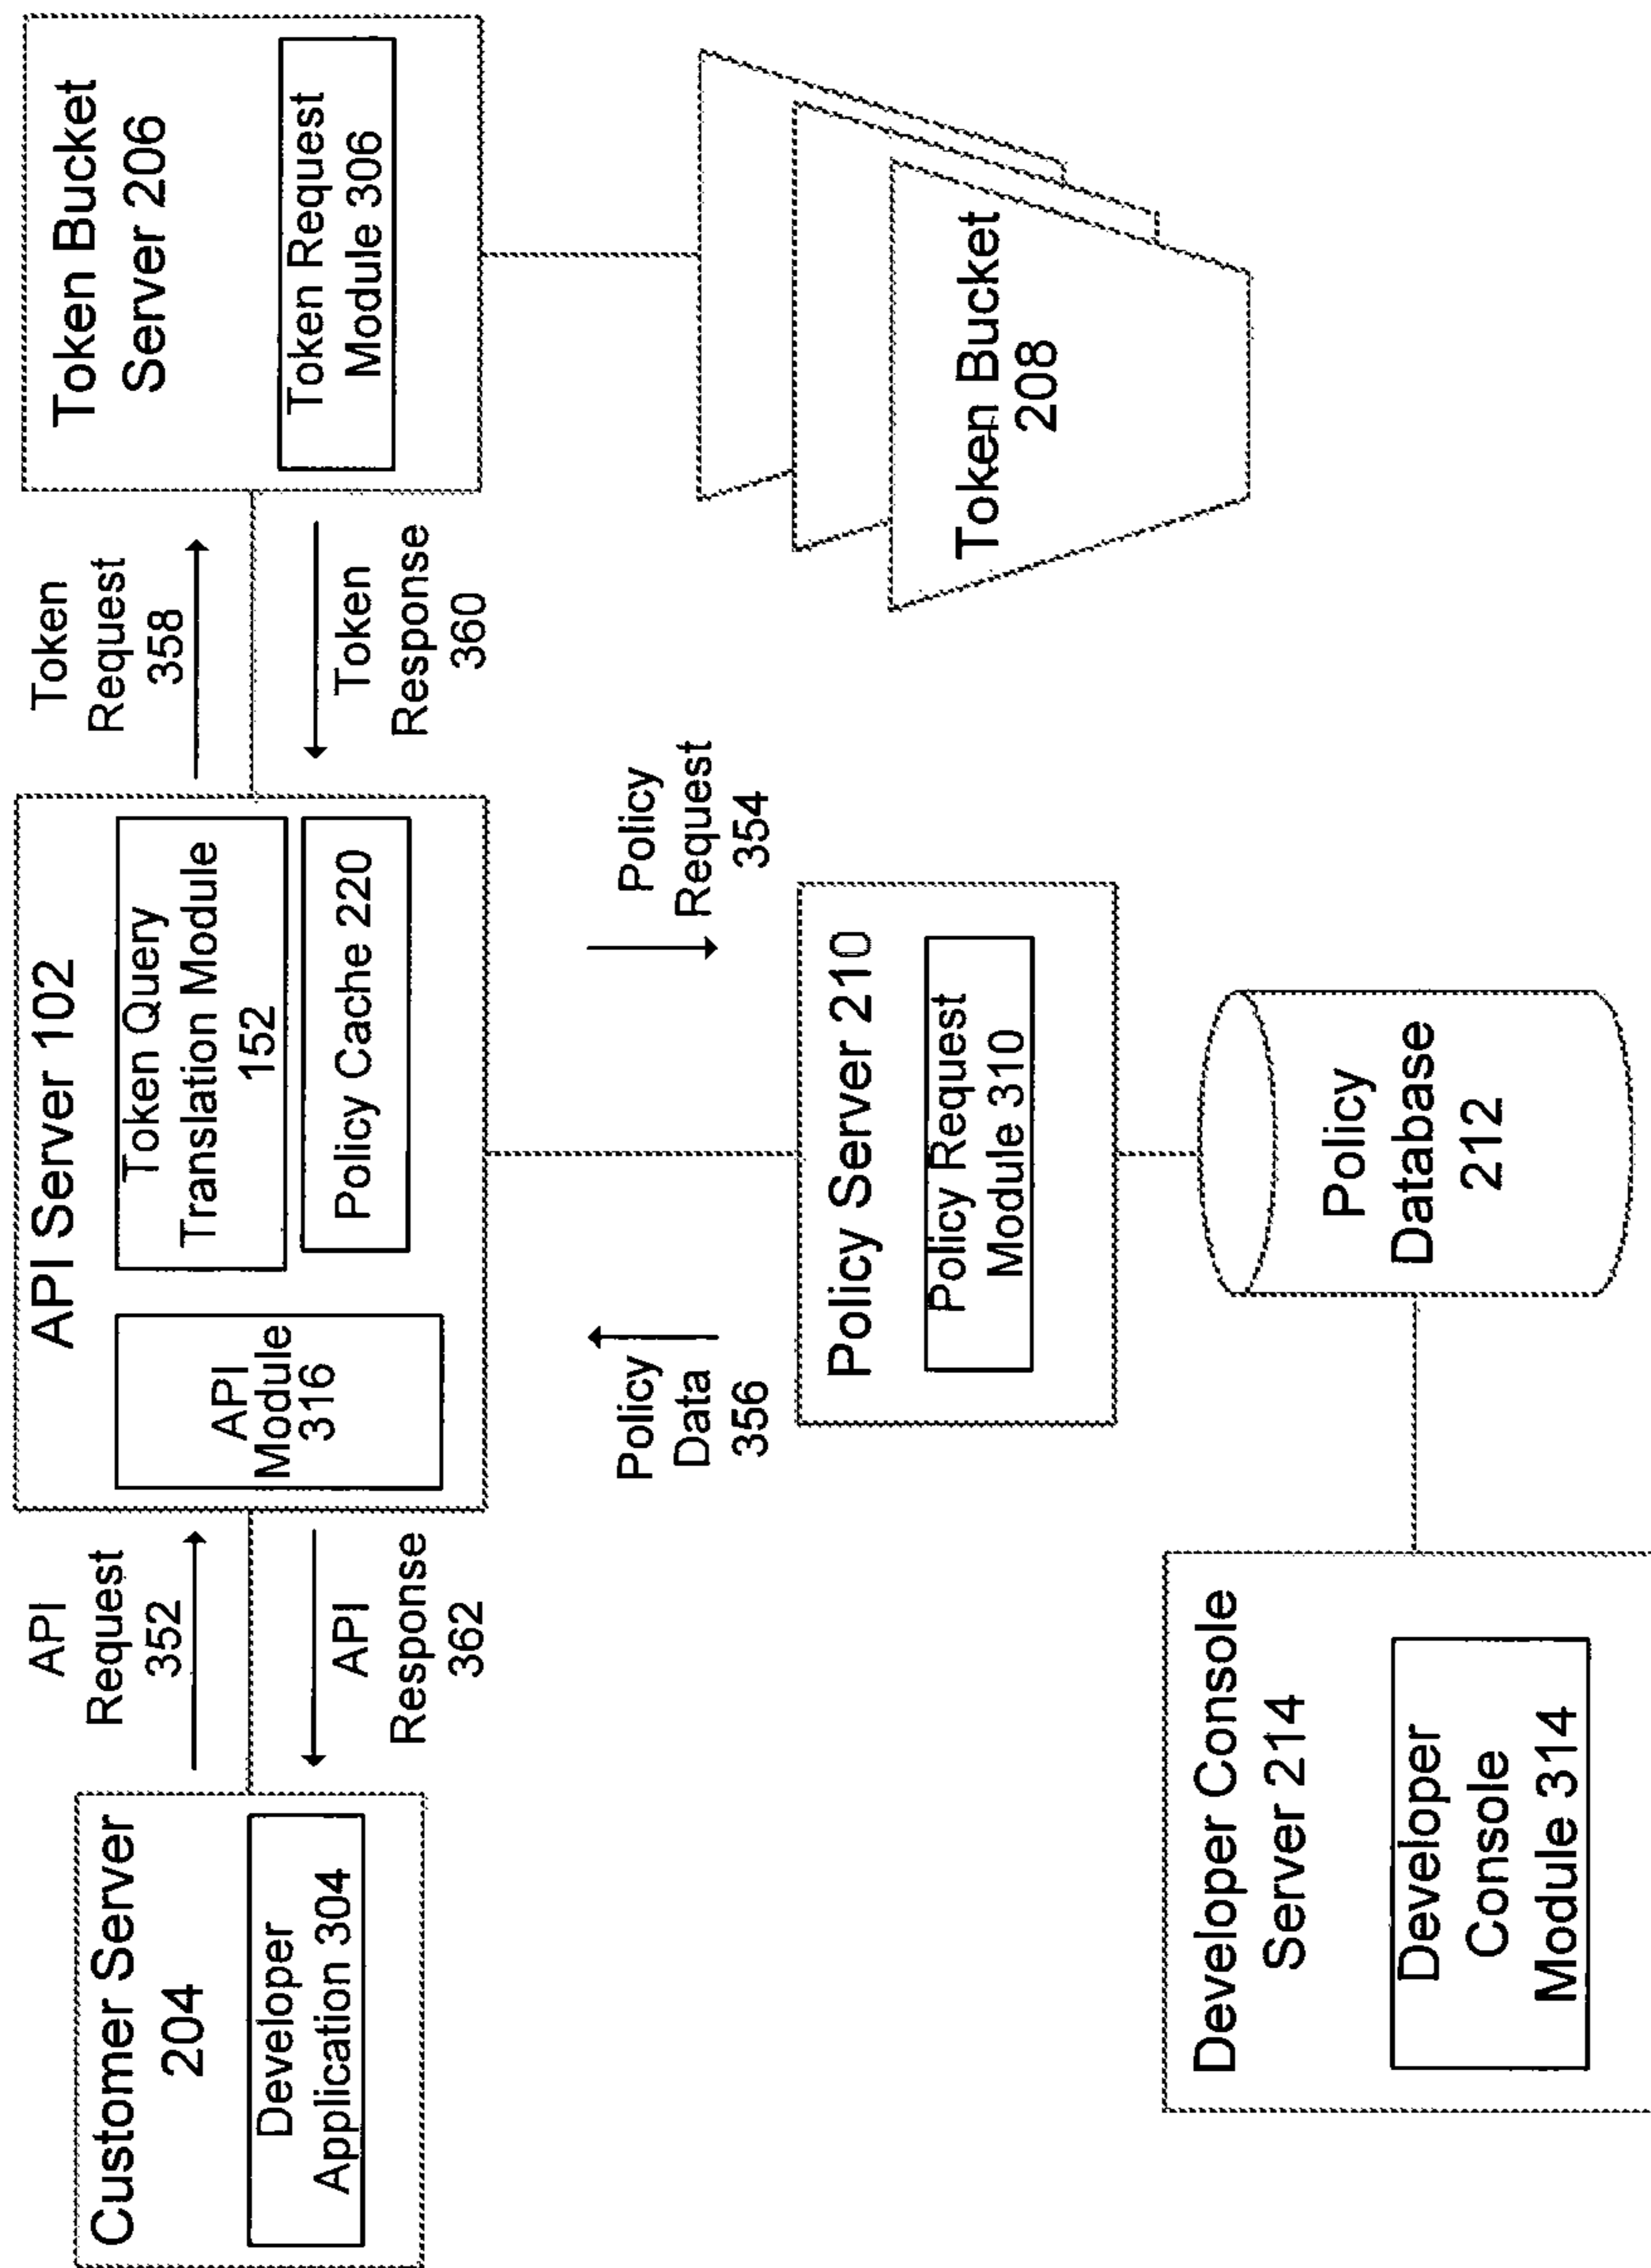 Customer Server
204
Developer
Application 304
API
Request
352
API
Response
362
API Server 102
API
Module
316
Token Query
Translation Module
152
Policy Cache 220
Token
Request
358
Token
Response
360
Token Bucket
Server 206
Token Request
Module 306
Token Bucket
208
Policy
Data
356
Policy
Request
354
Policy Server 210
Policy Request
Module 310
Policy
Database
212
Developer Console
Server 214
Developer
Console
Module 314